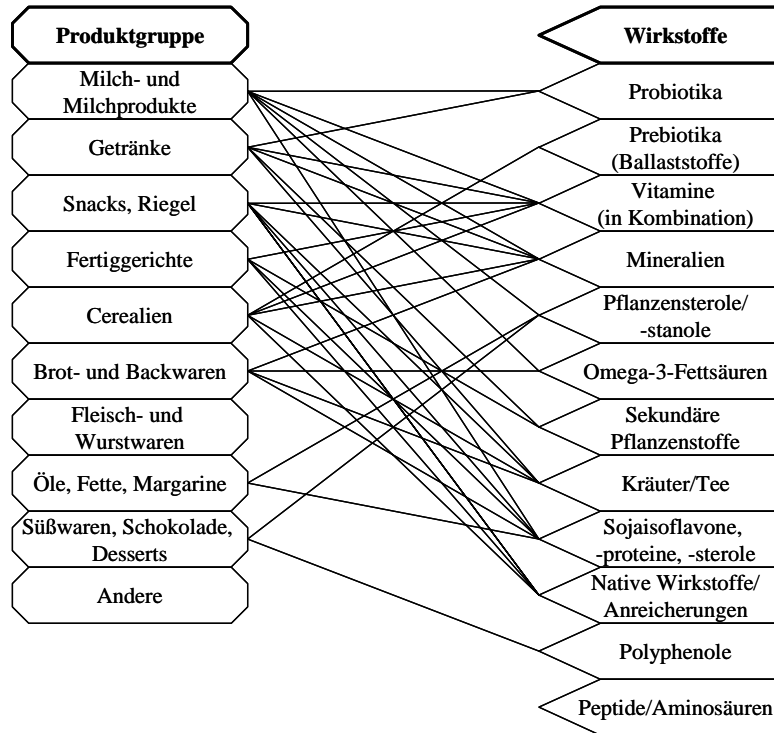 Produktgruppe
Milch- und
Milchprodukte
Getränke
Snacks, Riegel
Fertiggerichte
Cerealien
Brot- und Backwaren
Fleisch- und
Wurstwaren
Öle, Fette, Margarine
Süßwaren, Schokolade,
Desserts
Andere
Wirkstoffe
Probiotika
Prebiotika
(Ballaststoffe)
Vitamine
(in Kombination)
Mineralien
Pflanzensterole/
-stanole
Omega-3-Fettsäuren
Sekundäre
Pflanzenstoffe
Kräuter/Tee
Sojaisoflavone,
-proteine, -sterole
Native Wirkstoffe/
Anreicherungen
Polyphenole
Peptide/Aminosäuren